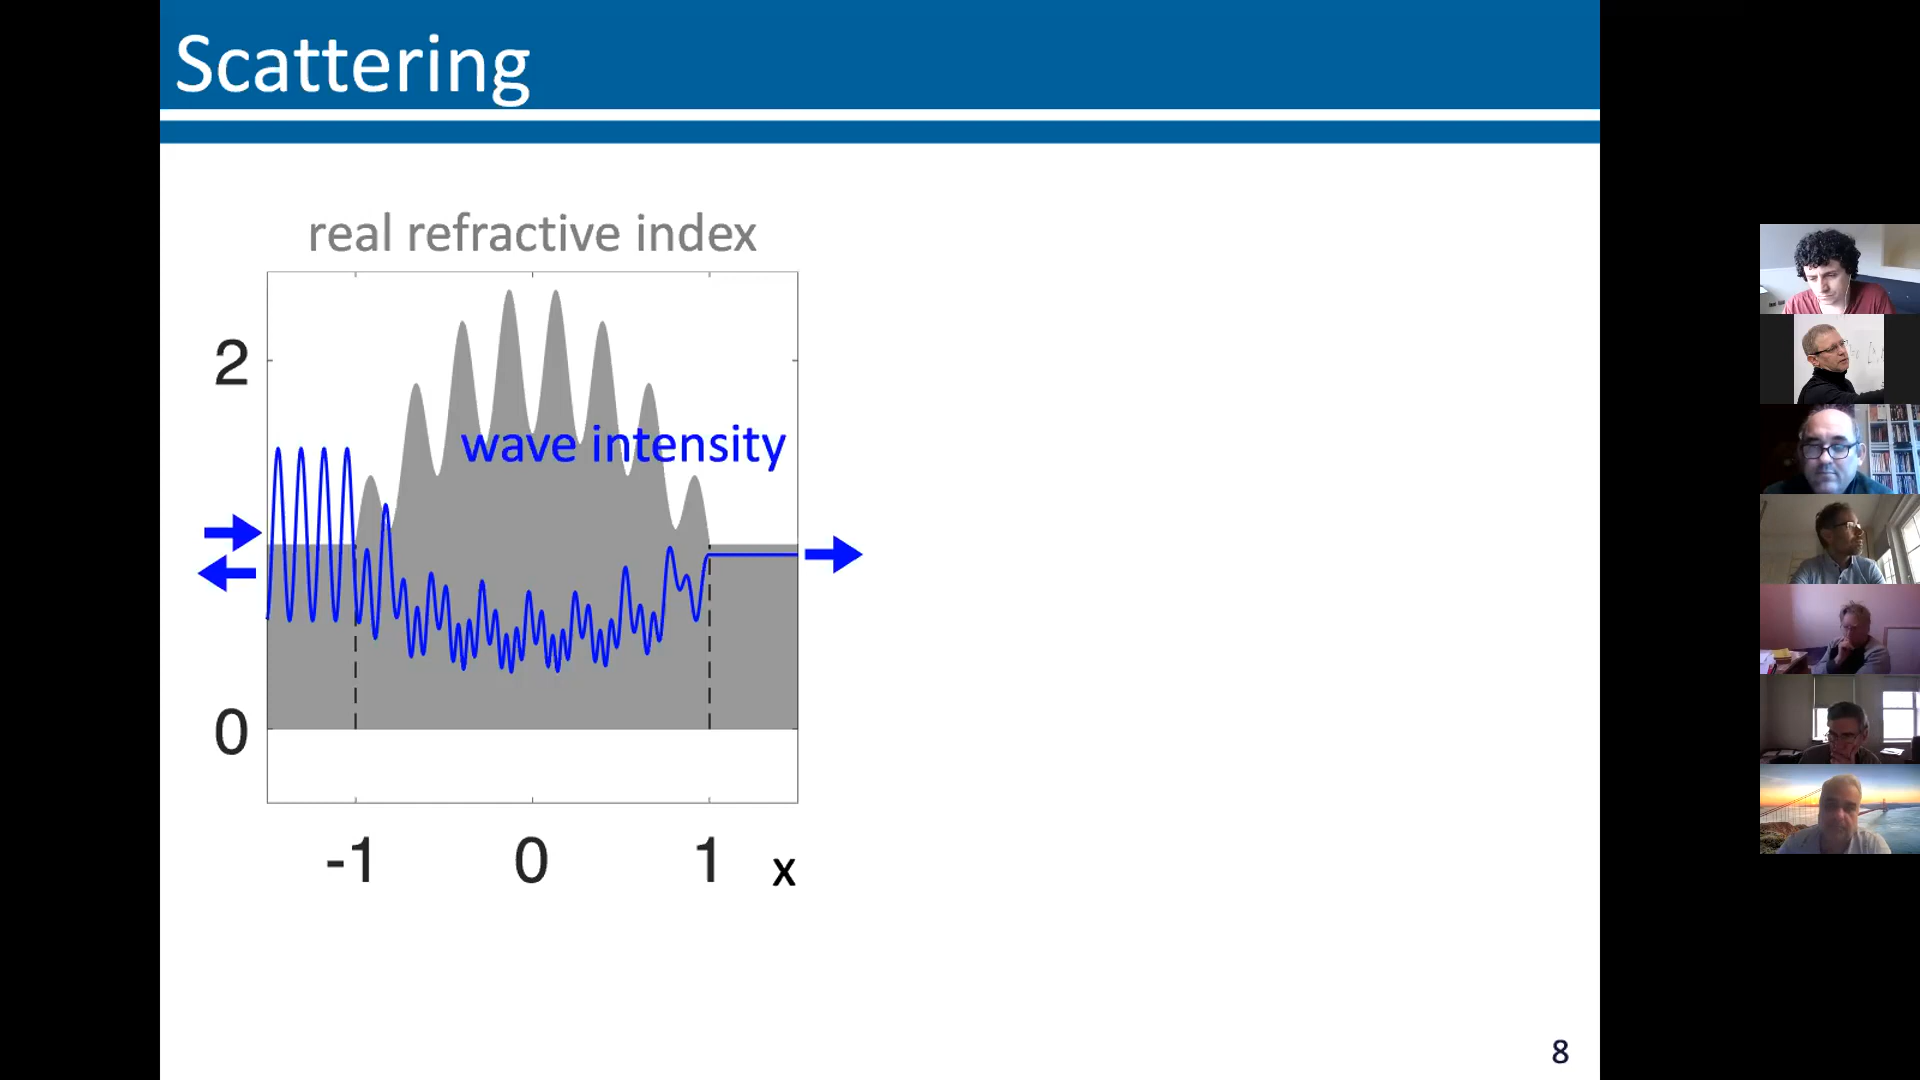 Scattering
real refractive index
2
wave intensity
0
-1 0 1 x
8